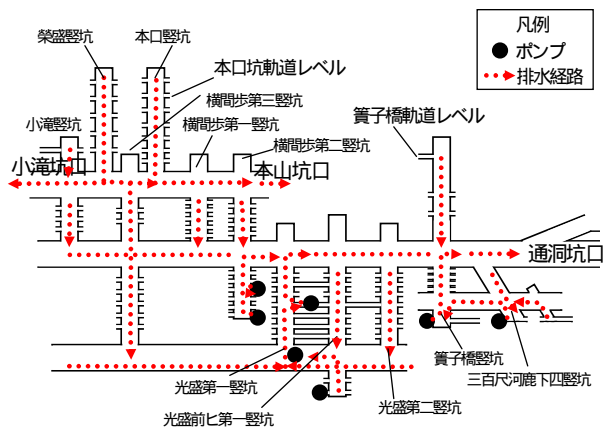 凡例
ポンプ
排水経路
榮盛竪坑
本口竪坑
本口坑軌道レベル
横間歩第三竪坑
小滝竪坑
横間歩第一竪坑
横間歩第二竪坑
簀子橋軌道レベル
小滝坑口
本山坑口
通洞坑口
簀子橋竪坑
三百尺河鹿下四竪坑
光盛第一竪坑
光盛前ヒ第一竪坑
光盛第二竪坑